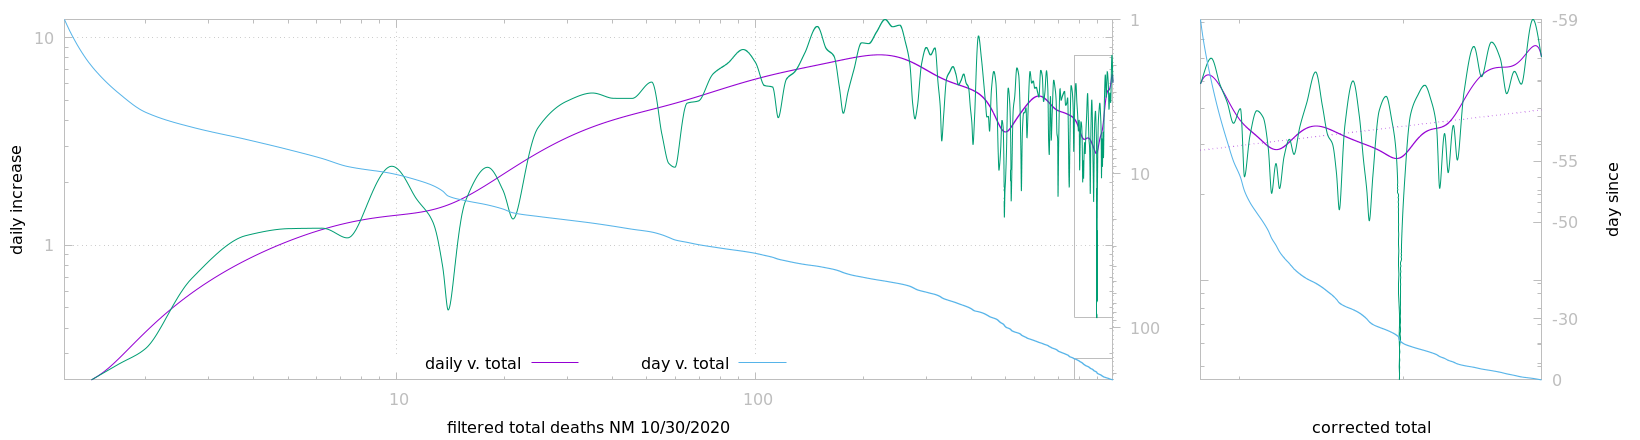 10
1
daily increase
1
10
100
daily v. total
day v. total
10
100
filtered total deaths NM 10/30/2020
-59
-55
-50
-30
0
day since
corrected total